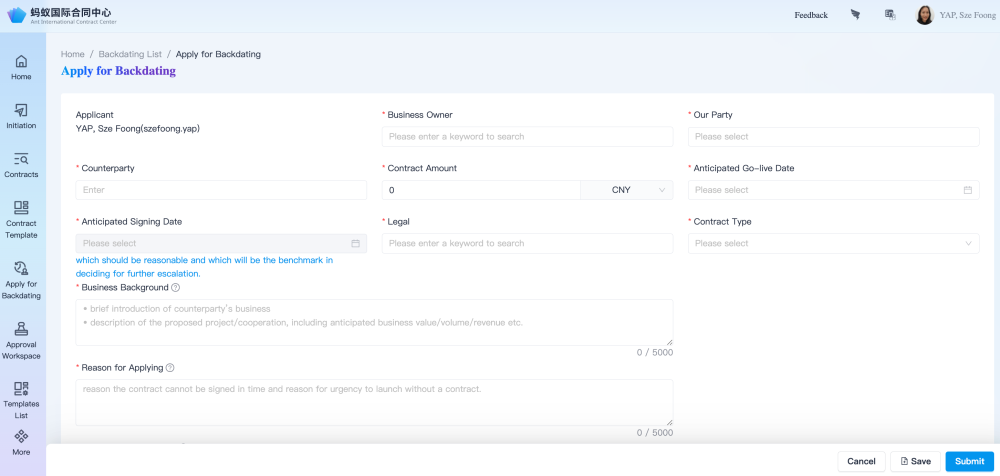 蚂蚁国际合同中心
Ant International Contract Center
Feedback
YAP, Sze Foong
Home
Initiation
Contracts
Contract
Template
Apply for
Backdating
Approval
Workspace
Templates
List
More
Home / Backdating List / Apply for Backdating
Apply for Backdating
Applicant
YAP, Sze Foong(szefoong.yap)
* Business Owner
Please enter a keyword to search
* Our Party
Please select
* Counterparty
Enter
* Contract Amount
0
CNY
* Anticipated Go-live Date
Please select
* Anticipated Signing Date
Please select
which should be reasonable and which will be the benchmark in
deciding for further escalation.
* Legal
Please enter a keyword to search
* Contract Type
Please select
* Business Background
• brief introduction of counterparty's business
• description of the proposed project/cooperation, including anticipated business value/volume/revenue etc.
0 / 5000
* Reason for Applying
reason the contract cannot be signed in time and reason for urgency to launch without a contract.
0 / 5000
Cancel
Save
Submit